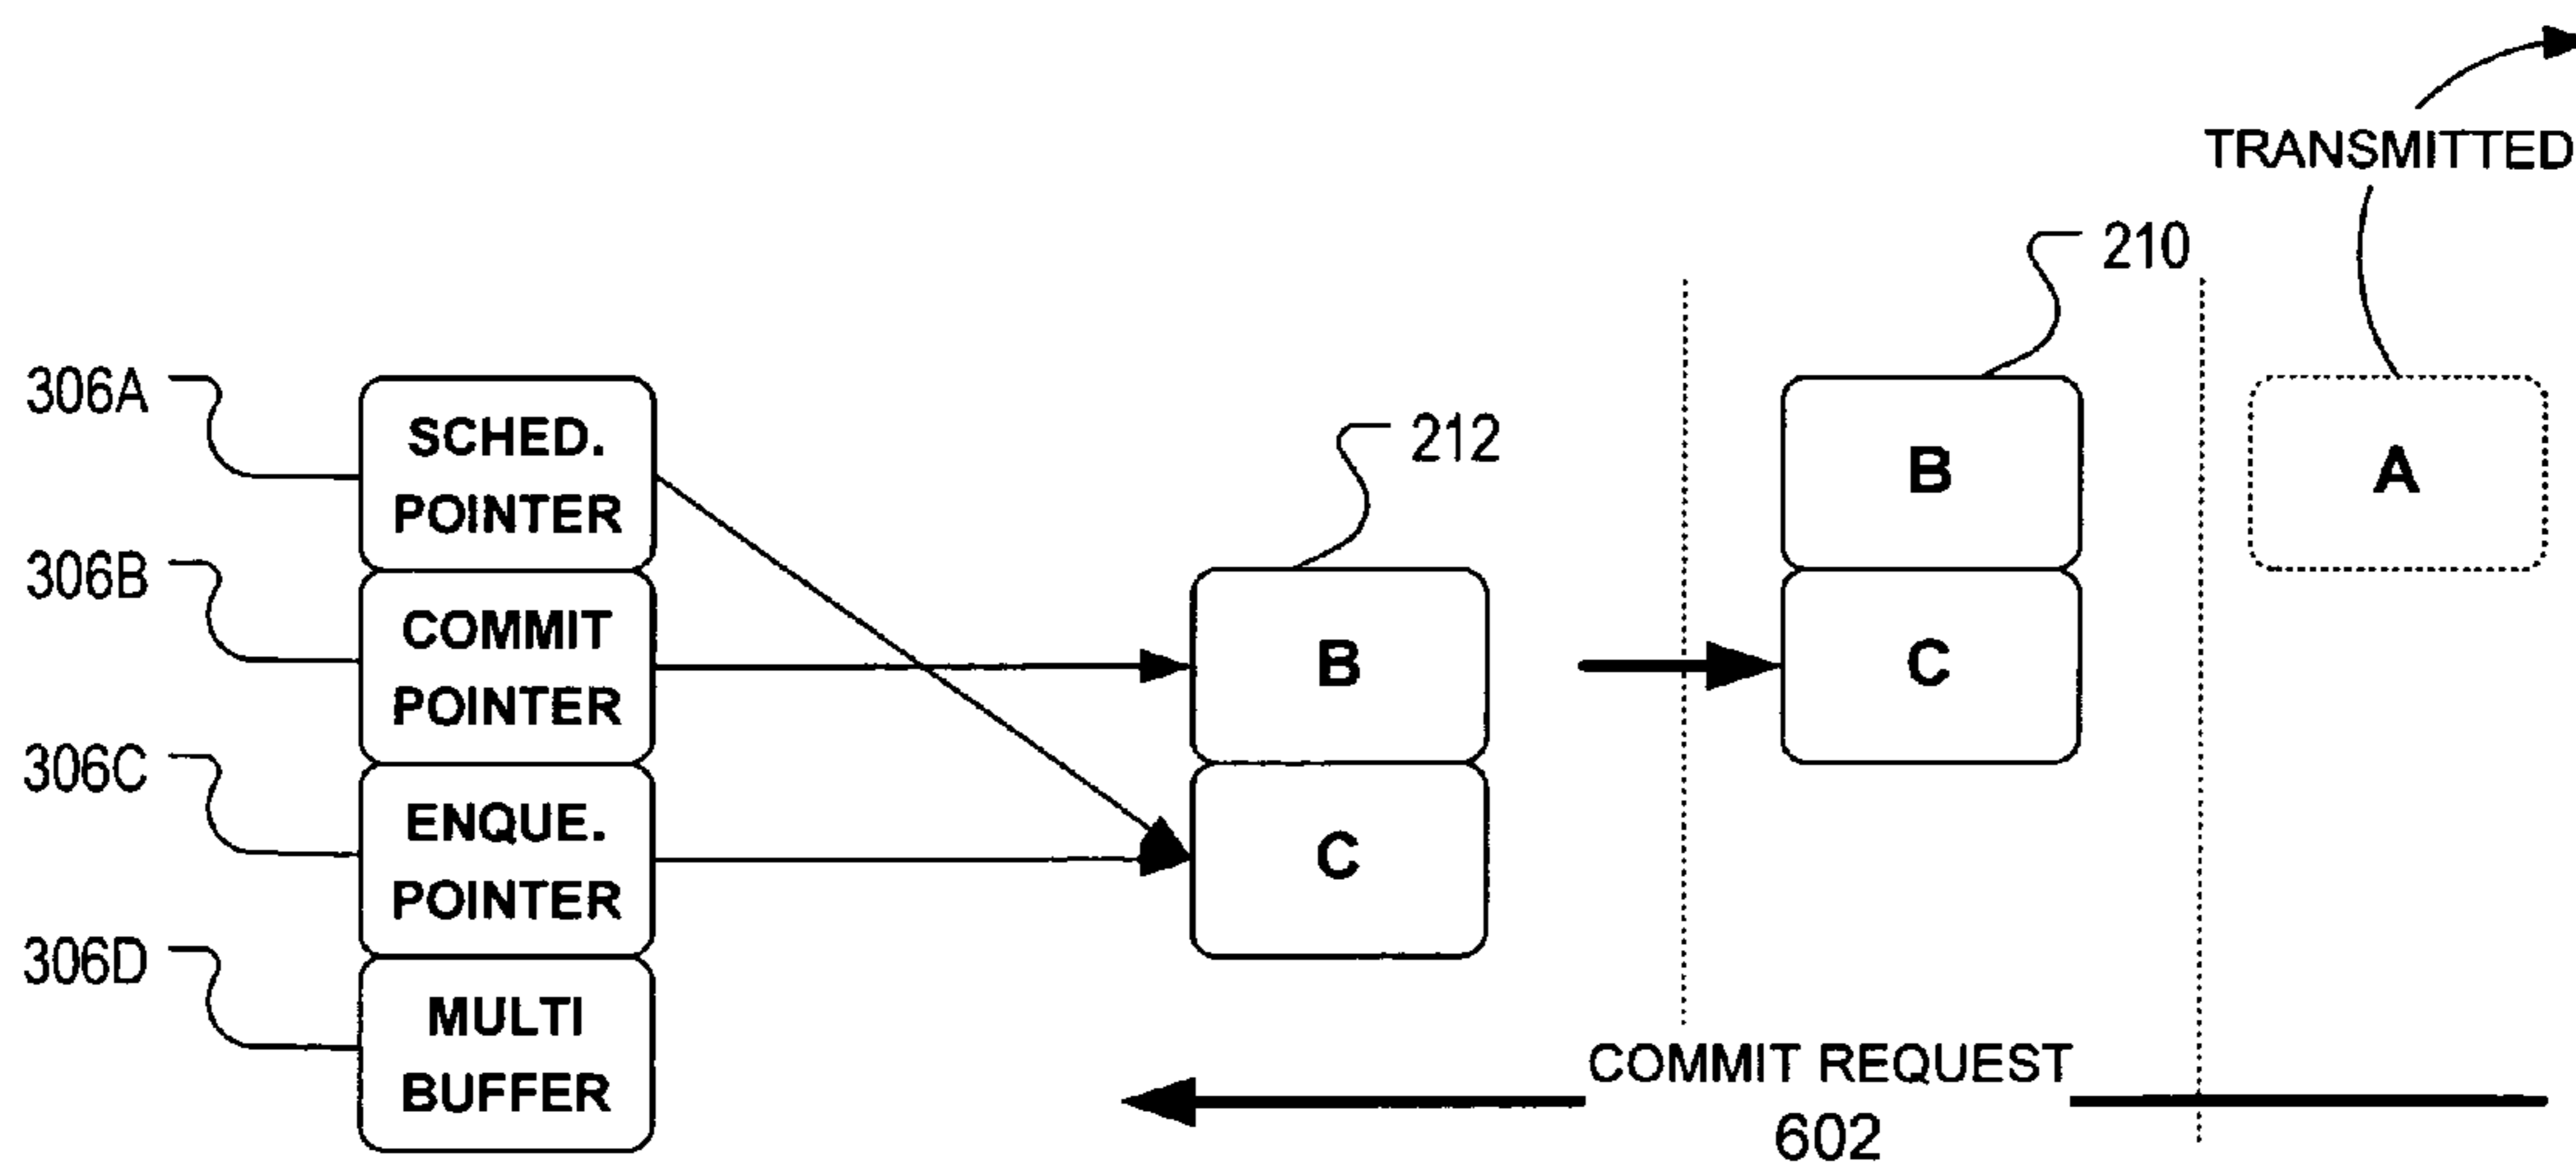 TRANSMITTED
210
212
306A
SCHED.
POINTER
B
A
306B
COMMIT
POINTER
B
C
306C
ENQUE.
POINTER
C
306D
MULTI
BUFFER
COMMIT REQUEST
602